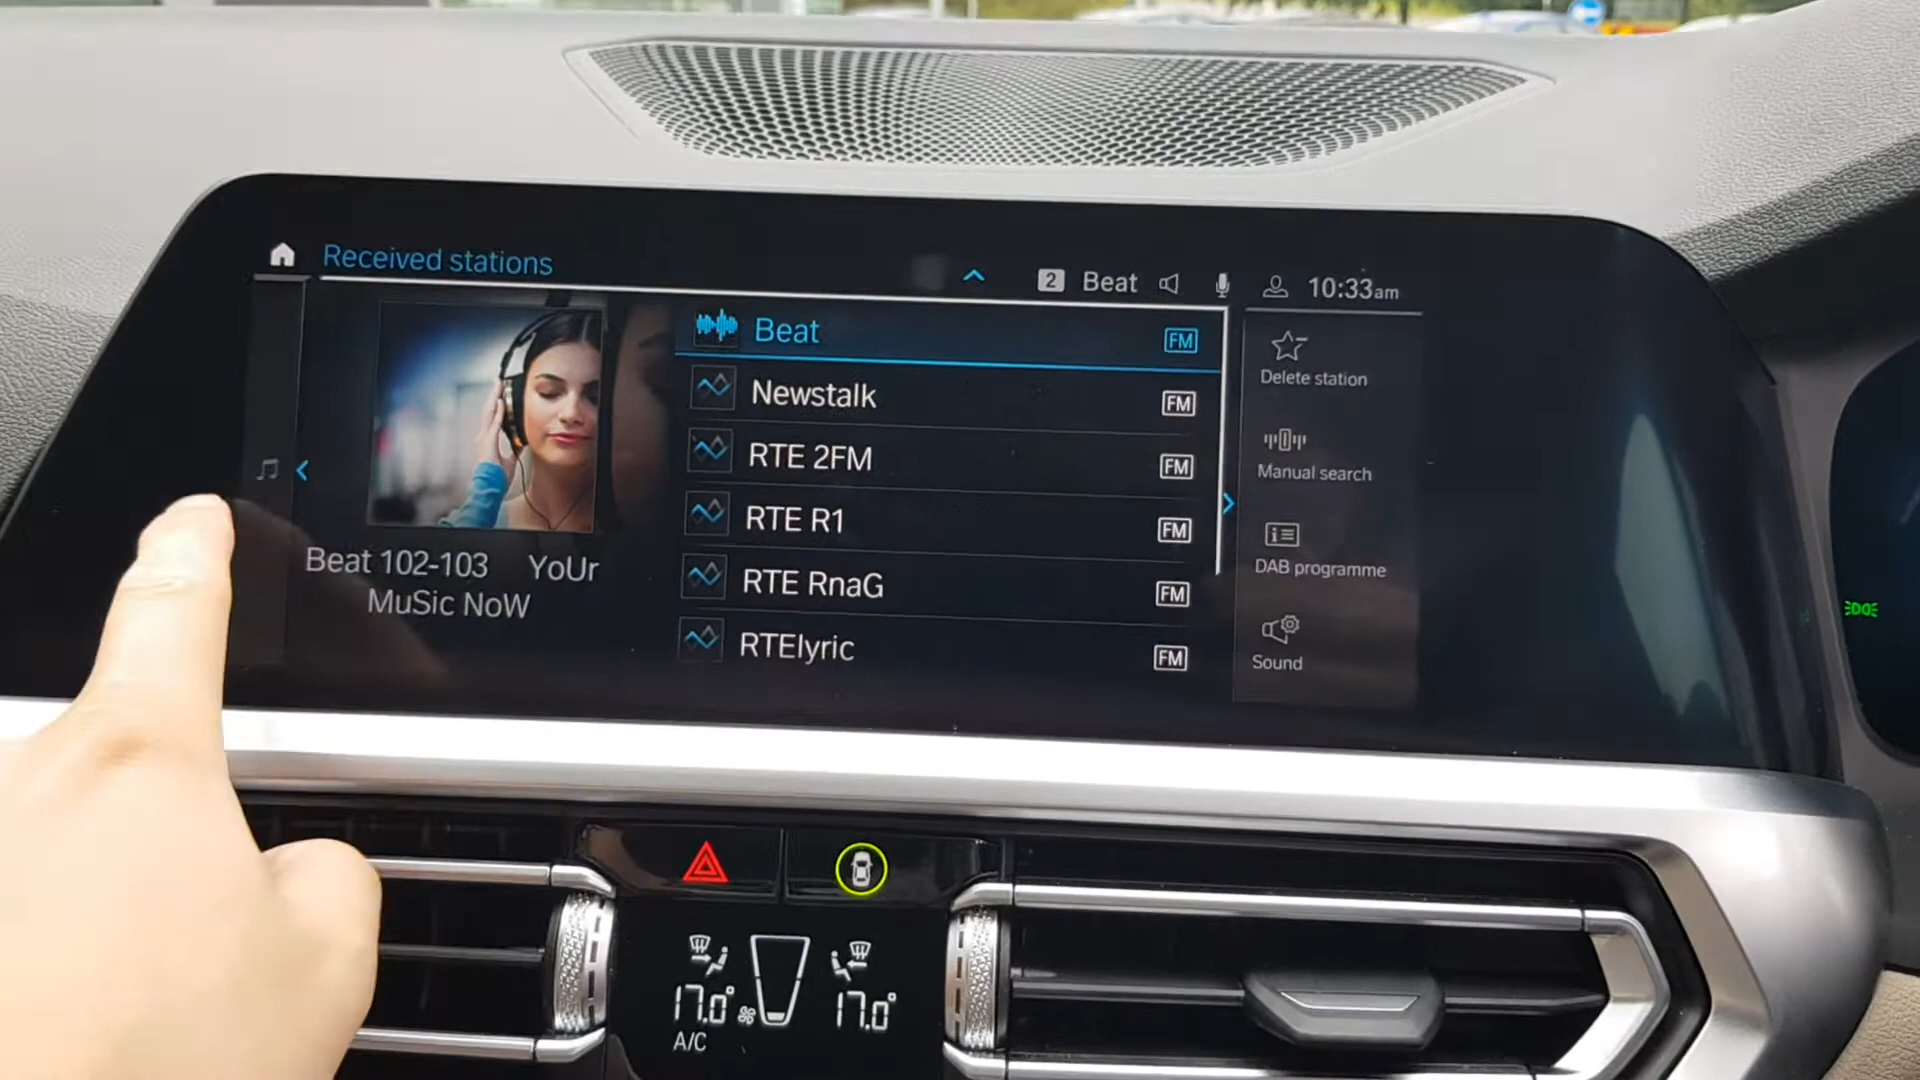 Received stations
2 Beat 10:33am
Beat FM
Newstalk FM
RTE 2FM FM
RTE R1 FM
RTE RnaG FM
RTElyric FM
Beat 102-103 YoUr
MuSic NoW
Delete station
Manual search
DAB programme
Sound
17.0° 17.0°
A/C